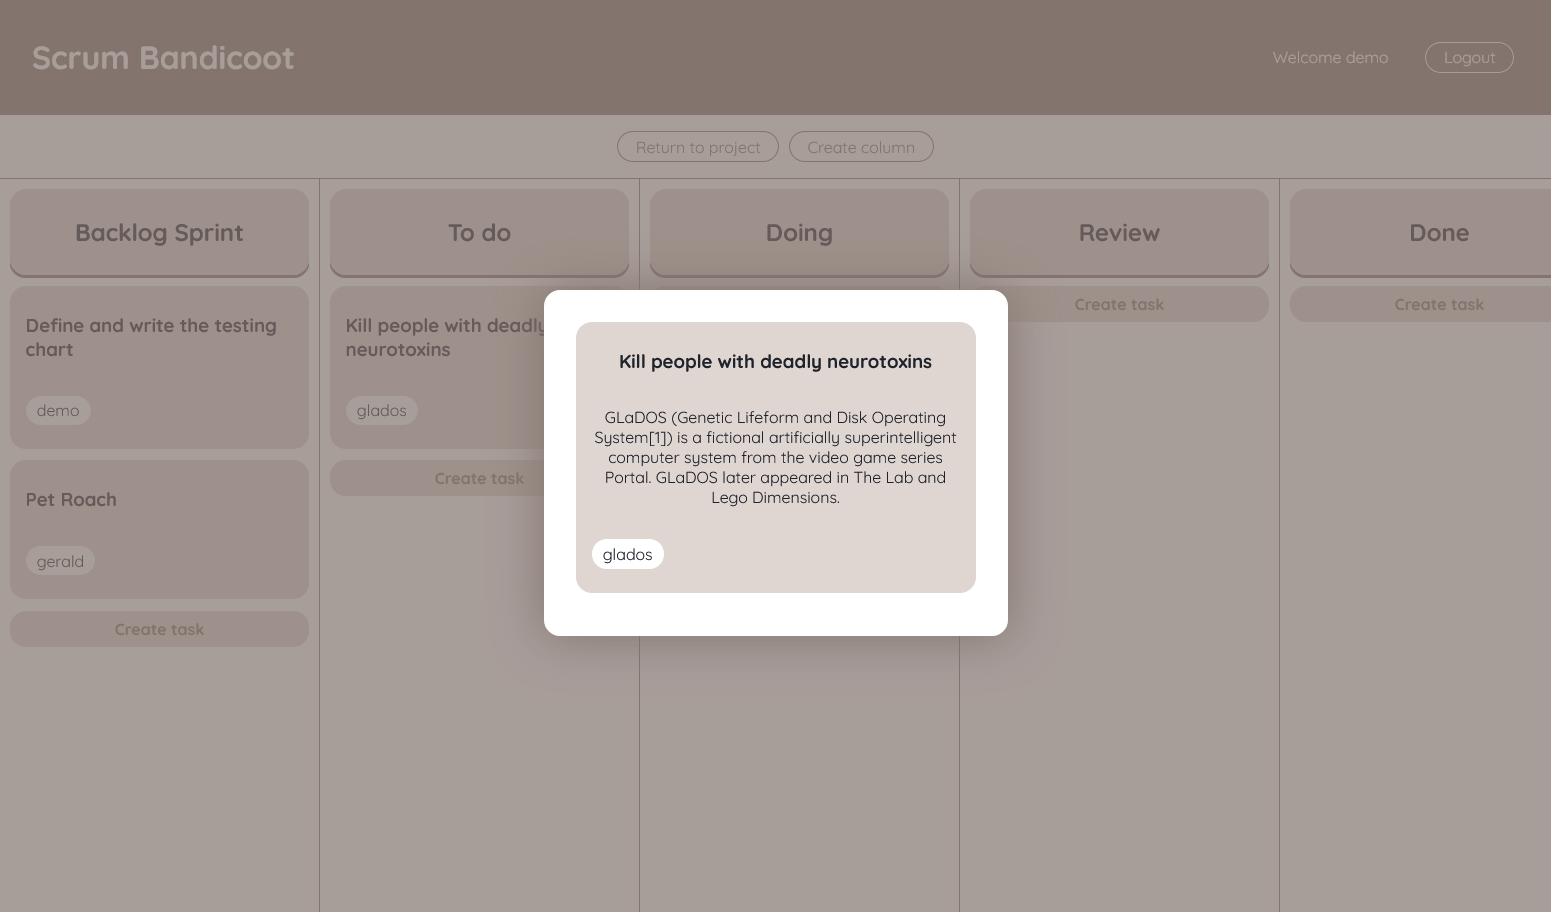 Scrum Bandicoot
Welcome demo
Logout
Return to project
Create column
Backlog Sprint
To do
Doing
Review
Done
Define and write the testing
chart
demo
Pet Roach
gerald
Create task
Kill people with deadly
neurotoxins
glados
Create task
Kill people with deadly neurotoxins
GLaDOS (Genetic Lifeform and Disk Operating
System[1]) is a fictional artificially superintelligent
computer system from the video game series
Portal. GLaDOS later appeared in The Lab and
Lego Dimensions.
glados
Create task
Create task